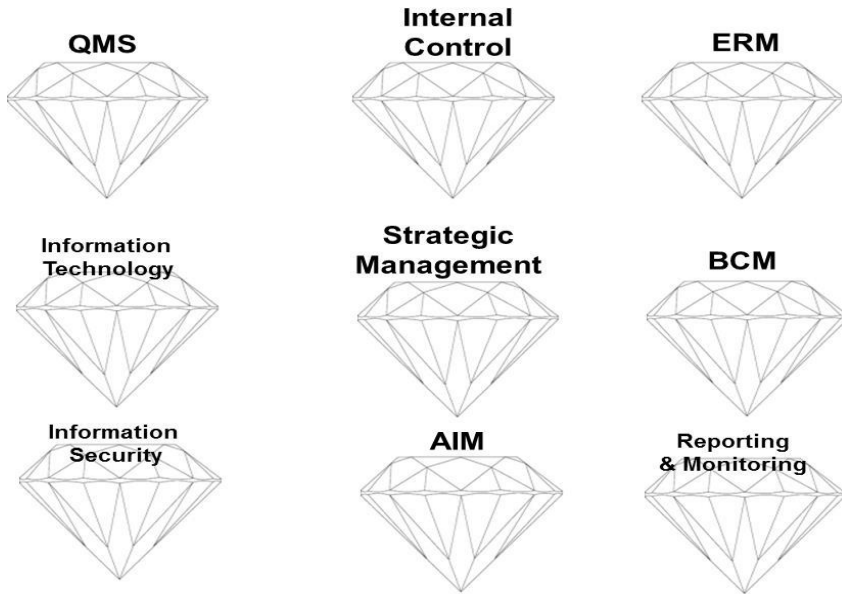 QMS
Internal
Control
ERM
Information
Technology
Strategic
Management
BCM
Information
Security
AIM
Reporting
& Monitoring